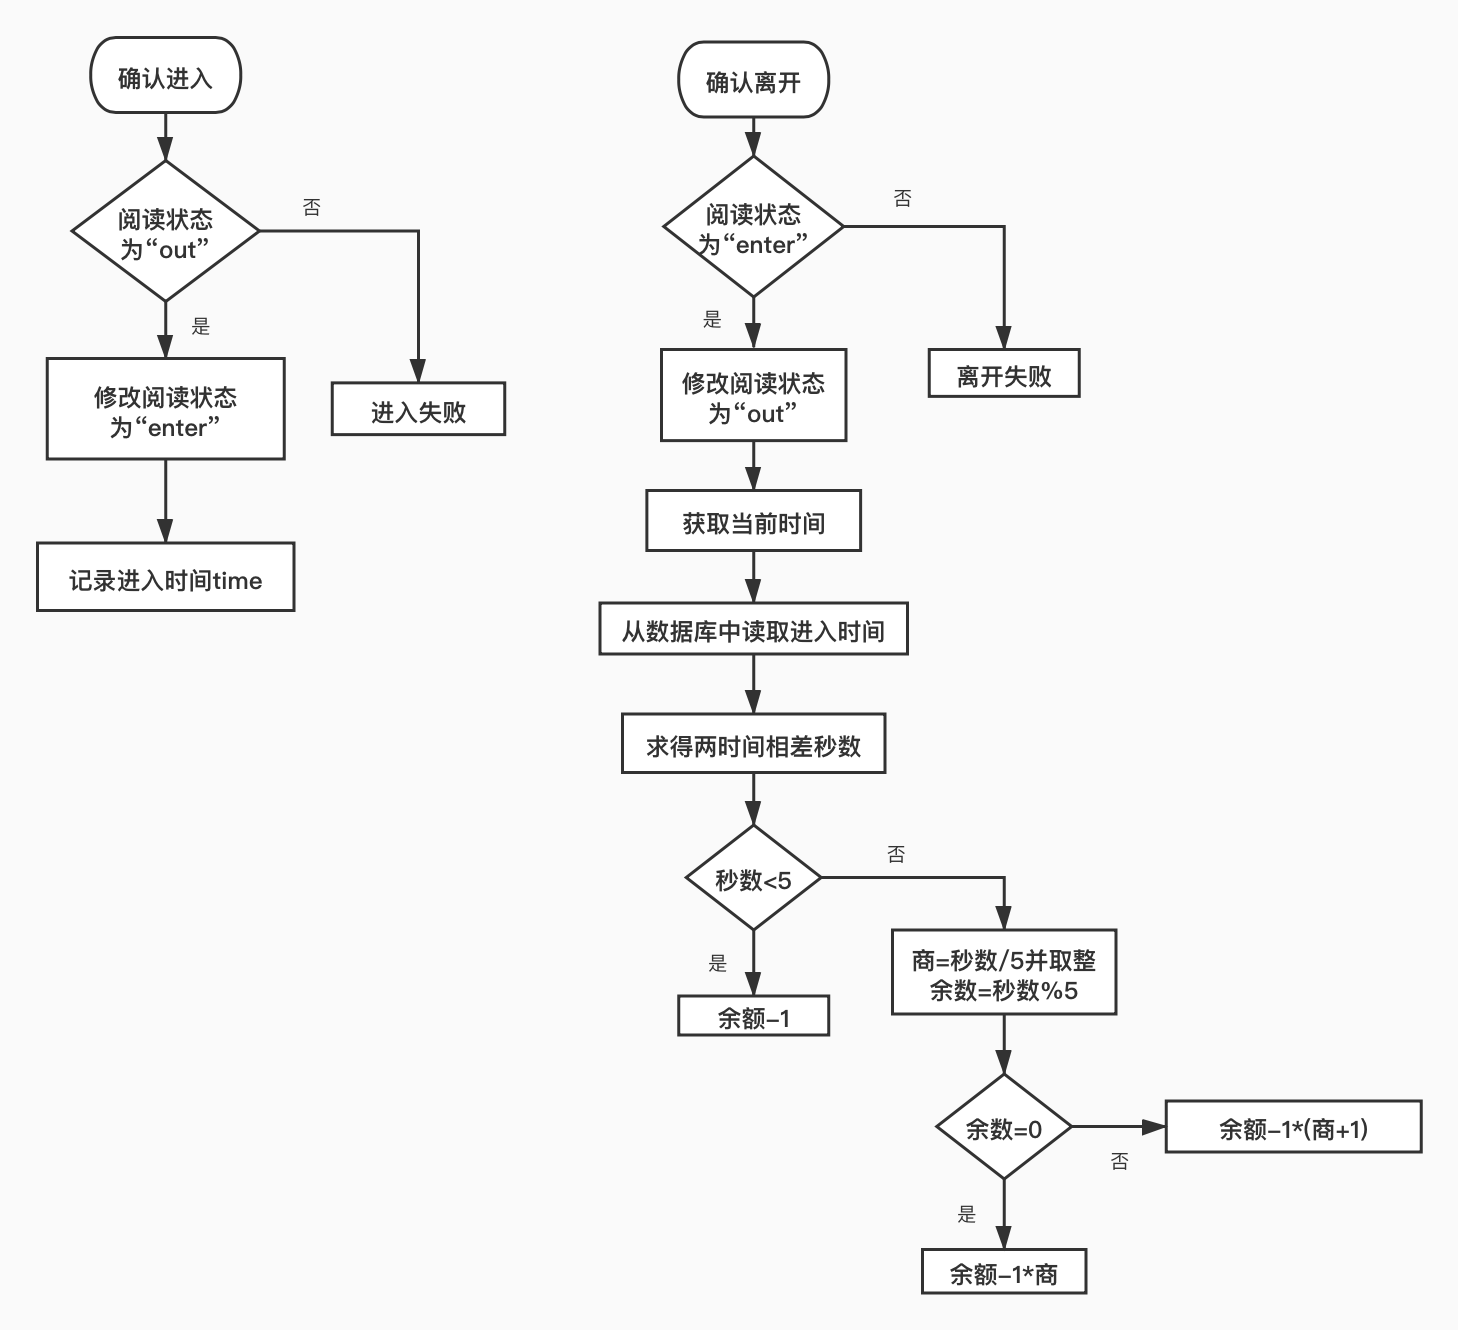 确认进入
阅读状态
为“out”
否
是
修改阅读状态
为“enter”
进入失败
记录进入时间time
确认离开
阅读状态
为“enter”
否
是
修改阅读状态
为“out”
离开失败
获取当前时间
从数据库中读取进入时间
求得两时间相差秒数
秒数<5
否
是
余额-1
商=秒数/5并取整
余数=秒数%5
余数=0
否
余额-1*(商+1)
是
余额-1*商